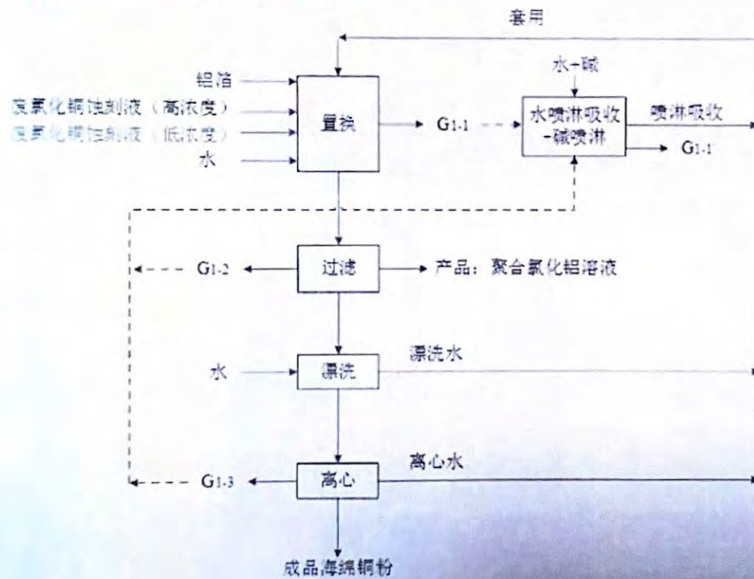 套用
铝箔
水+碱
废氯化铜蚀刻液（高浓度）
置换
G1-1
水喷淋吸收
+碱喷淋
喷淋吸收
废氯化铜蚀刻液（低浓度）
G1-1'
水
G1-2
过滤
产品：聚合氯化铝溶液
水
漂洗
漂洗水
G1-3
离心
离心水
成品海绵铜粉